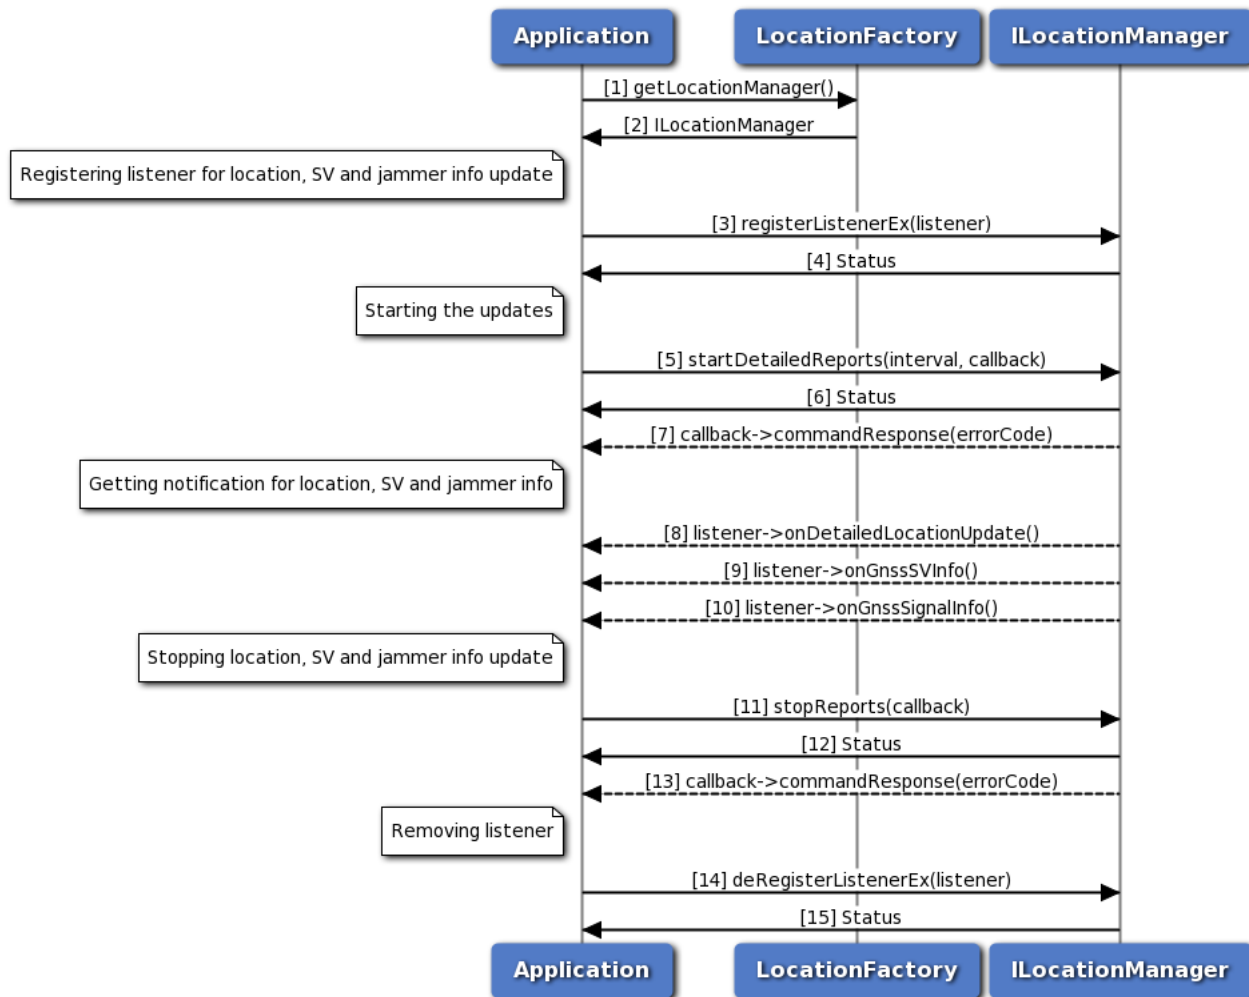 Application LocationFactory ILocationManager
[1] getLocationManager()
[2] ILocationManager
Registering listener for location, SV and jammer info update
[3] registerListenerEx(listener)
[4] Status
Starting the updates
[5] startDetailedReports(interval, callback)
[6] Status
[7] callback->commandResponse(errorCode)
Getting notification for location, SV and jammer info
[8] listener->onDetailedLocationUpdate()
[9] listener->onGnssSVInfo()
[10] listener->onGnssSignalInfo()
Stopping location, SV and jammer info update
[11] stopReports(callback)
[12] Status
[13] callback->commandResponse(errorCode)
Removing listener
[14] deRegisterListenerEx(listener)
[15] Status
Application LocationFactory ILocationManager